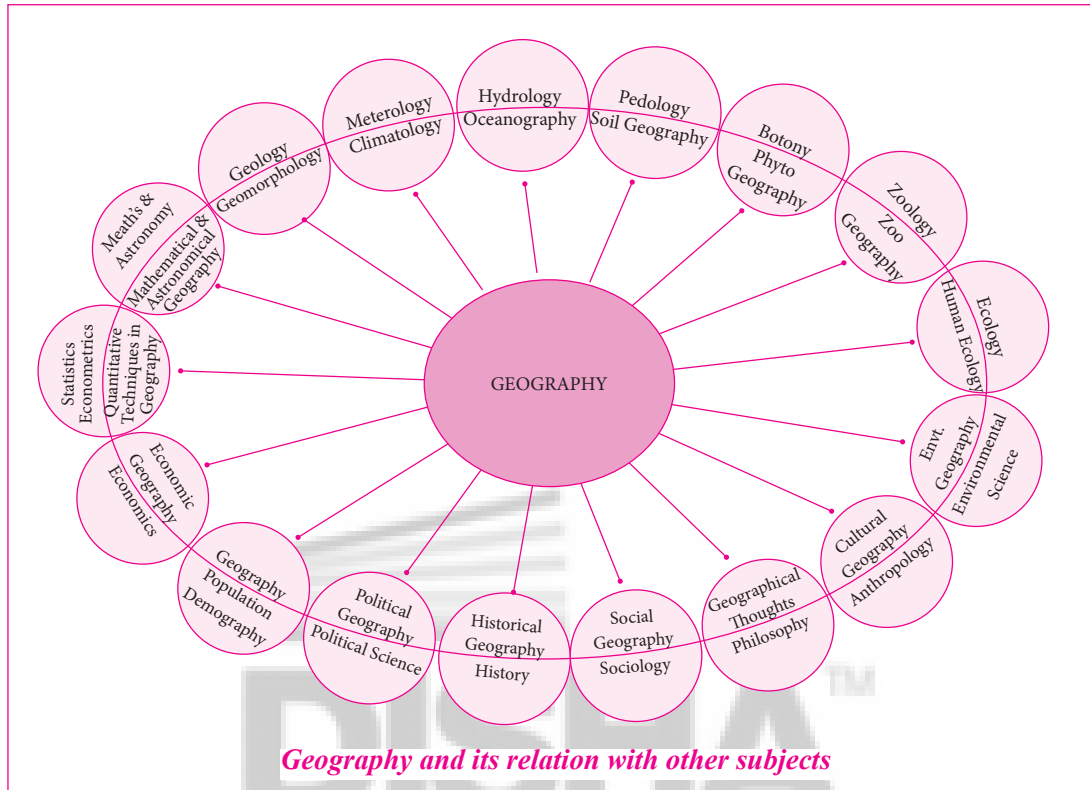 Meterology
Climatology
Hydrology
Oceanography
Pedology
Soil Geography
Botony
Phyto
Geography
Zoology
Zoo
Geography
Ecology
Human Ecology
Envt.
Geography
Environmental
Science
Cultural
Geography
Anthropology
Geographical
Thoughts
Philosophy
Social
Geography
Sociology
Historical
Geography
History
Political
Geography
Political Science
Geography
Population
Demography
Economic
Geography
Economics
Statistics
Econometrics
Quantitative
Techniques in
Geography
Meath's &
Astronomy
Mathematical &
Astronomical
Geography
Geology
Geomorphology
GEOGRAPHY
DISHA
TM
Geography and its relation with other subjects